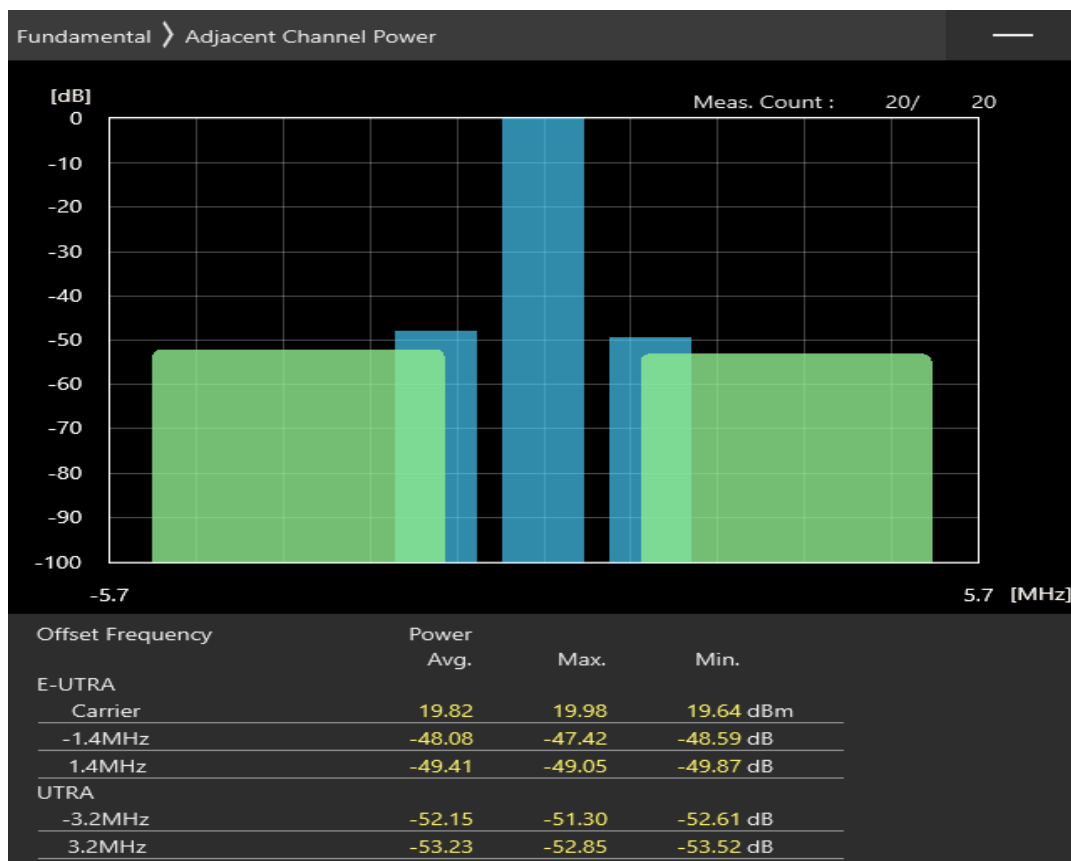 Fundamental 〉 Adjacent Channel Power
[dB]
Meas. Count : 20/ 20
0
-10
-20
-30
-40
-50
-60
-70
-80
-90
-100
-5.7 5.7 [MHz]
Offset Frequency Power
Avg. Max. Min.
E-UTRA
Carrier 19.82 19.98 19.64 dBm
-1.4MHz -48.08 -47.42 -48.59 dB
1.4MHz -49.41 -49.05 -49.87 dB
UTRA
-3.2MHz -52.15 -51.30 -52.61 dB
3.2MHz -53.23 -52.85 -53.52 dB